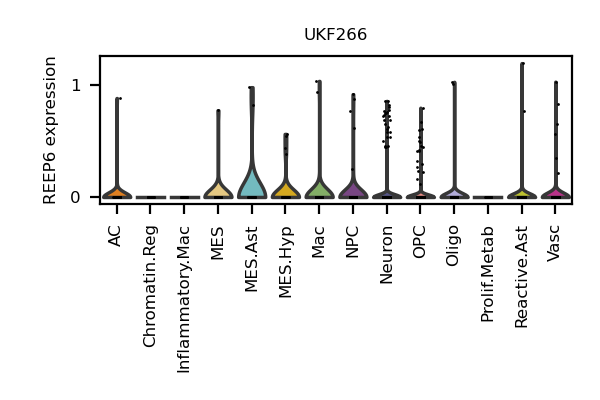 UKF266
REEP6 expression
1
0
AC
Chromatin.Reg
Inflammatory.Mac
MES
MES.Ast
MES.Hyp
Mac
NPC
Neuron
OPC
Oligo
Prolif.Metab
Reactive.Ast
Vasc